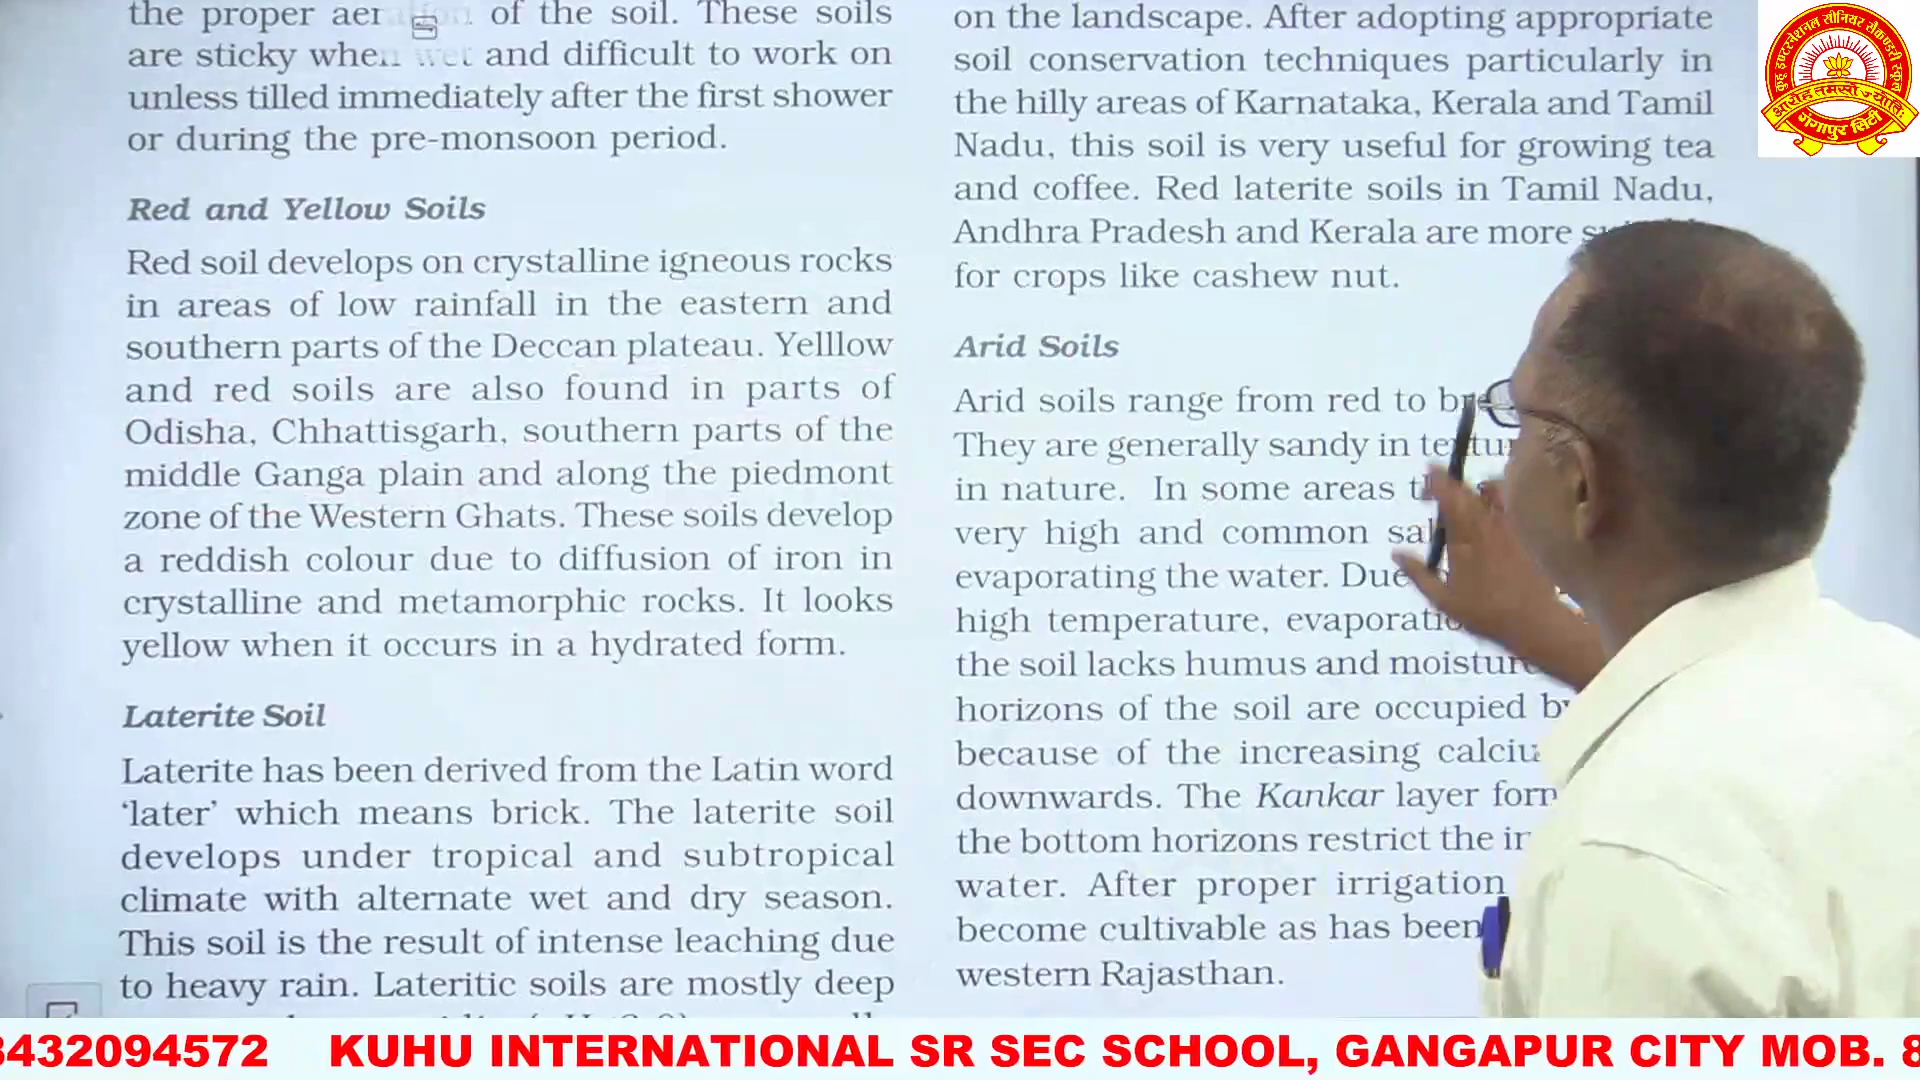 the proper aeration of the soil. These soils
are sticky when wet and difficult to work on
unless tilled immediately after the first shower
or during the pre-monsoon period.
Red and Yellow Soils
Red soil develops on crystalline igneous rocks
in areas of low rainfall in the eastern and
southern parts of the Deccan plateau. Yelllow
and red soils are also found in parts of
Odisha, Chhattisgarh, southern parts of the
middle Ganga plain and along the piedmont
zone of the Western Ghats. These soils develop
a reddish colour due to diffusion of iron in
crystalline and metamorphic rocks. It looks
yellow when it occurs in a hydrated form.
Laterite Soil
Laterite has been derived from the Latin word
‘later’ which means brick. The laterite soil
develops under tropical and subtropical
climate with alternate wet and dry season.
This soil is the result of intense leaching due
to heavy rain. Lateritic soils are mostly deep
on the landscape. After adopting appropriate
soil conservation techniques particularly in
the hilly areas of Karnataka, Kerala and Tamil
Nadu, this soil is very useful for growing tea
and coffee. Red laterite soils in Tamil Nadu,
Andhra Pradesh and Kerala are more
for crops like cashew nut.
Arid Soils
Arid soils range from red to
They are generally sandy in
in nature. In some areas
very high and common
evaporating the water. Due
high temperature,
the soil lacks humus and
horizons of the soil are occupied
because of the increasing
downwards. The Kankar layer
the bottom horizons restrict the
water. After proper irrigation
become cultivable as has been
western Rajasthan.
कुहू इण्टरनेशनल सीनियर सैकण्डरी स्कूल
आरोह तमसो ज्योतिः
गंगापुर सिटी
3432094572 KUHU INTERNATIONAL SR SEC SCHOOL, GANGAPUR CITY MOB. 8